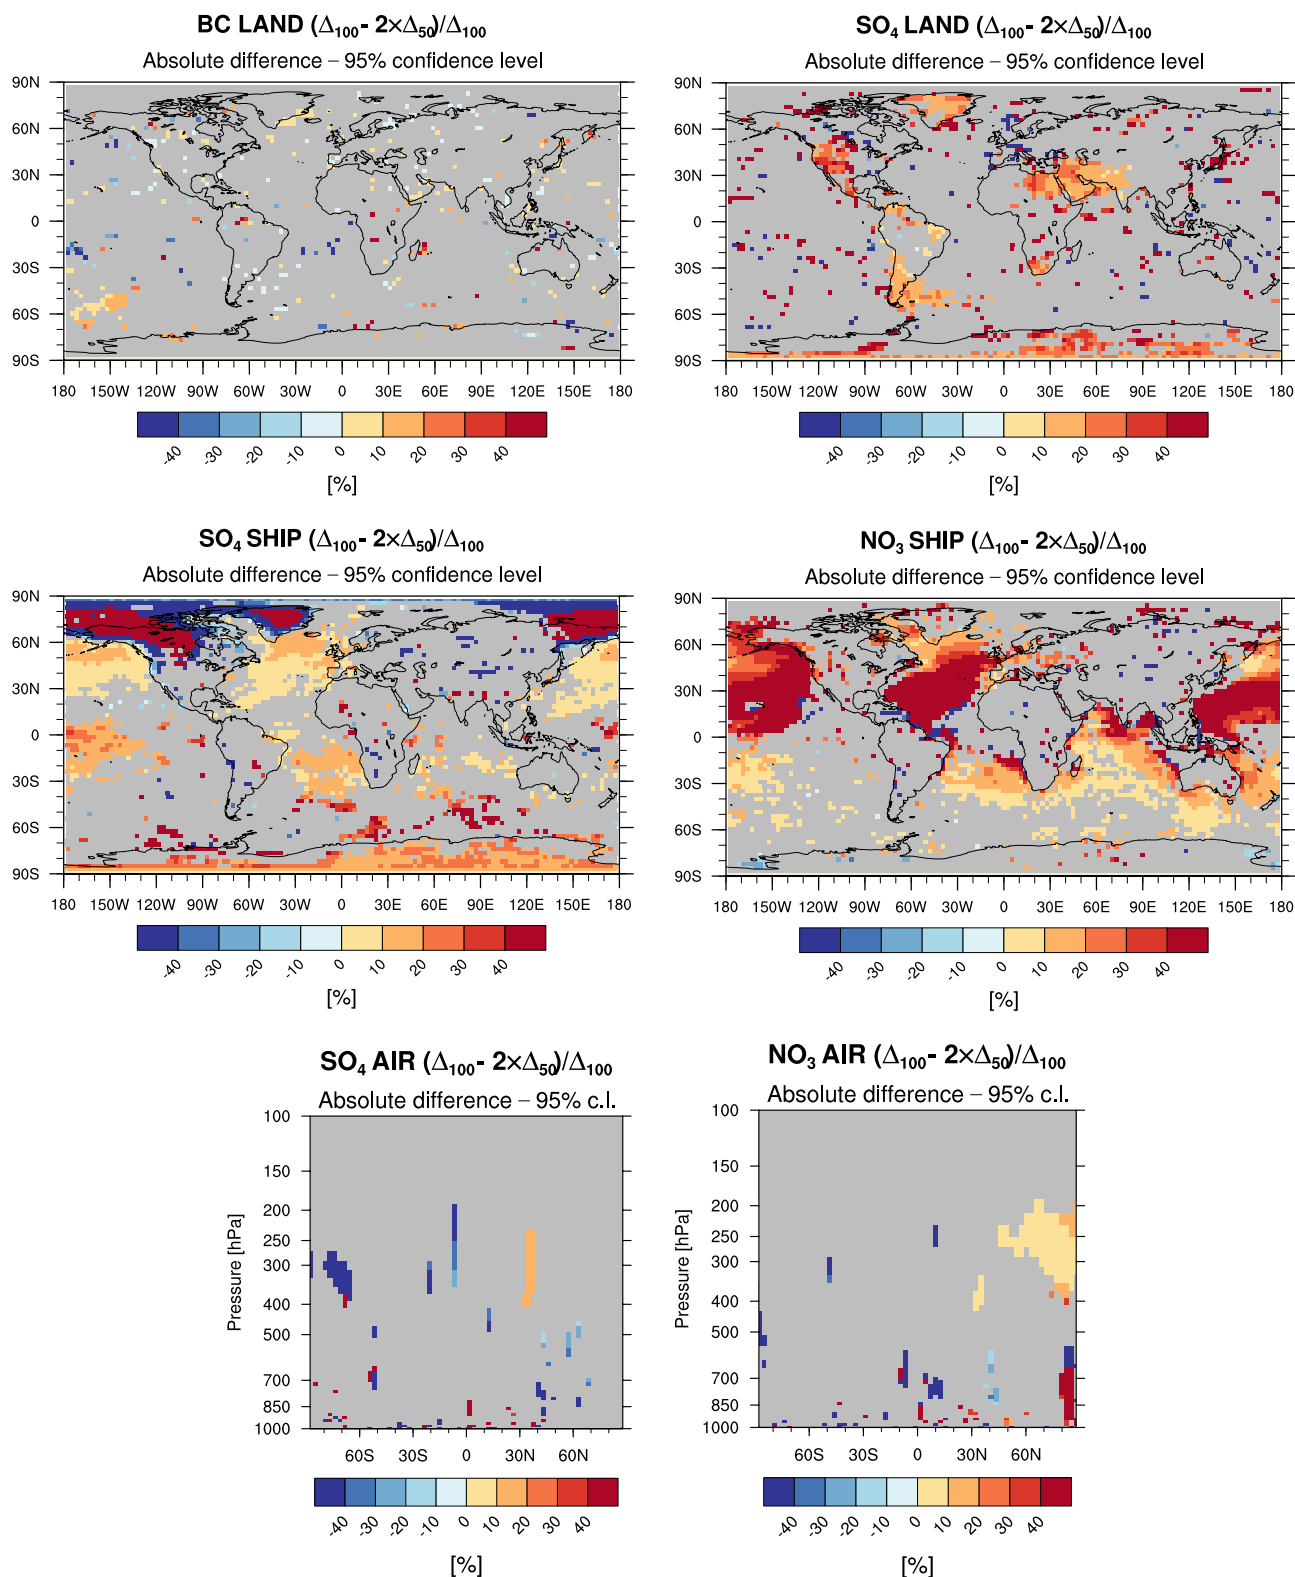 BC LAND (Δ100- 2×Δ50)/Δ100
Absolute difference – 95% confidence level
90N
60N
30N
0
30S
60S
90S
180 150W 120W 90W 60W 30W 0 30E 60E 90E 120E 150E 180
-40 -30 -20 -10 0 10 20 30 40
[%]
SO4 LAND (Δ100- 2×Δ50)/Δ100
Absolute difference – 95% confidence level
90N
60N
30N
0
30S
60S
90S
180 150W 120W 90W 60W 30W 0 30E 60E 90E 120E 150E 180
-40 -30 -20 -10 0 10 20 30 40
[%]
SO4 SHIP (Δ100- 2×Δ50)/Δ100
Absolute difference – 95% confidence level
90N
60N
30N
0
30S
60S
90S
180 150W 120W 90W 60W 30W 0 30E 60E 90E 120E 150E 180
-40 -30 -20 -10 0 10 20 30 40
[%]
NO3 SHIP (Δ100- 2×Δ50)/Δ100
Absolute difference – 95% confidence level
90N
60N
30N
0
30S
60S
90S
180 150W 120W 90W 60W 30W 0 30E 60E 90E 120E 150E 180
-40 -30 -20 -10 0 10 20 30 40
[%]
SO4 AIR (Δ100- 2×Δ50)/Δ100
Absolute difference – 95% c.l.
Pressure [hPa]
100
150
200
250
300
400
500
700
850
1000
60S 30S 0 30N 60N
-40 -30 -20 -10 0 10 20 30 40
[%]
NO3 AIR (Δ100- 2×Δ50)/Δ100
Absolute difference – 95% c.l.
Pressure [hPa]
100
150
200
250
300
400
500
700
850
1000
60S 30S 0 30N 60N
-40 -30 -20 -10 0 10 20 30 40
[%]